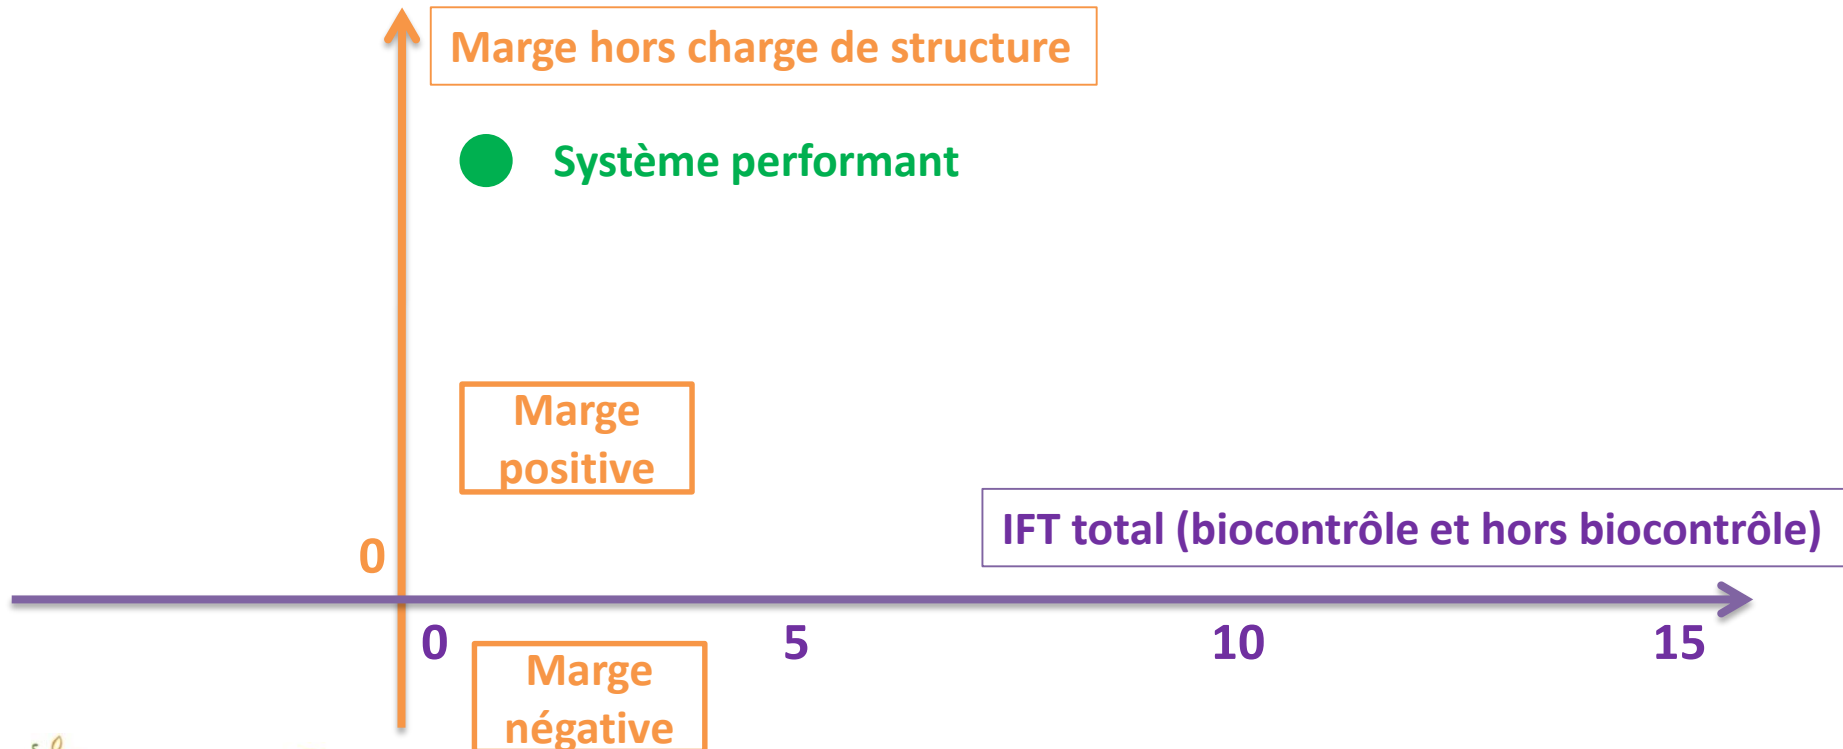 Marge hors charge de structure
Système performant
Marge
positive
IFT total (biocontrôle et hors biocontrôle)
0
0
5
10
15
Marge
négative